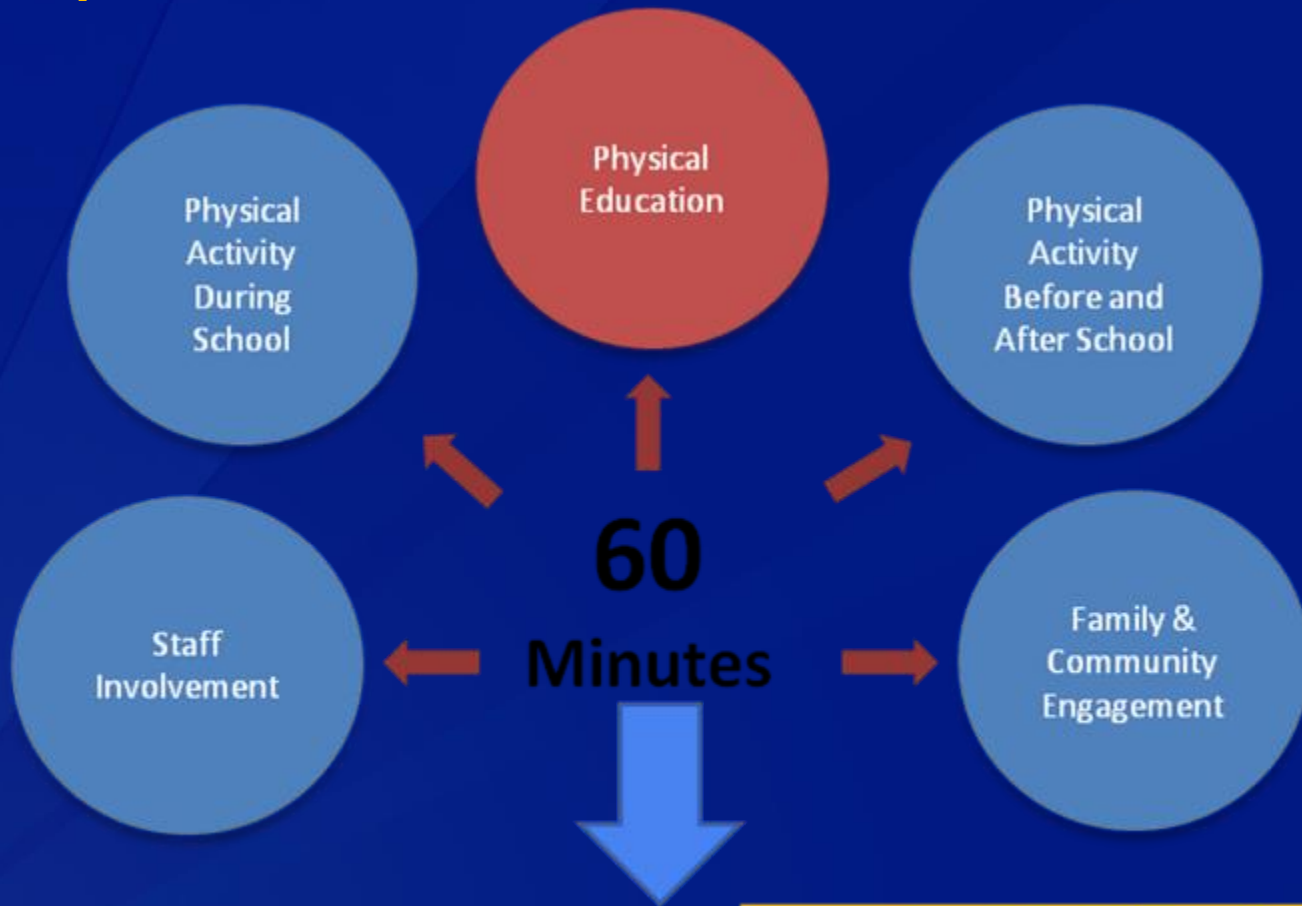 Physical
Education
Physical
Activity
During
School
Physical
Activity
Before and
After School
60
Minutes
Staff
Involvement
Family &
Community
Engagement